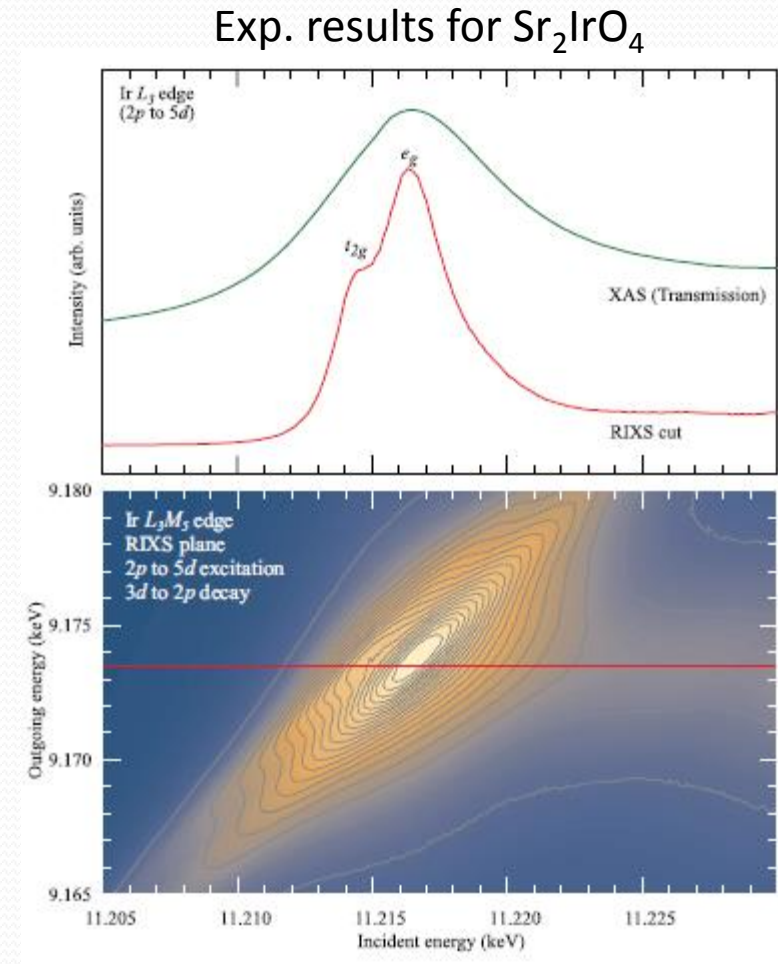 Exp. results for Sr₂IrO₄
Ir L₃ edge
(2p to 5d)
e_g
t_2g
XAS (Transmission)
RIXS cut
Intensity (arb. units)
9.180
Ir L₃M₅ edge
RIXS plane
2p to 5d excitation
3d to 2p decay
9.175
9.170
9.165
Outgoing energy (keV)
11.205 11.210 11.215 11.220 11.225
Incident energy (keV)